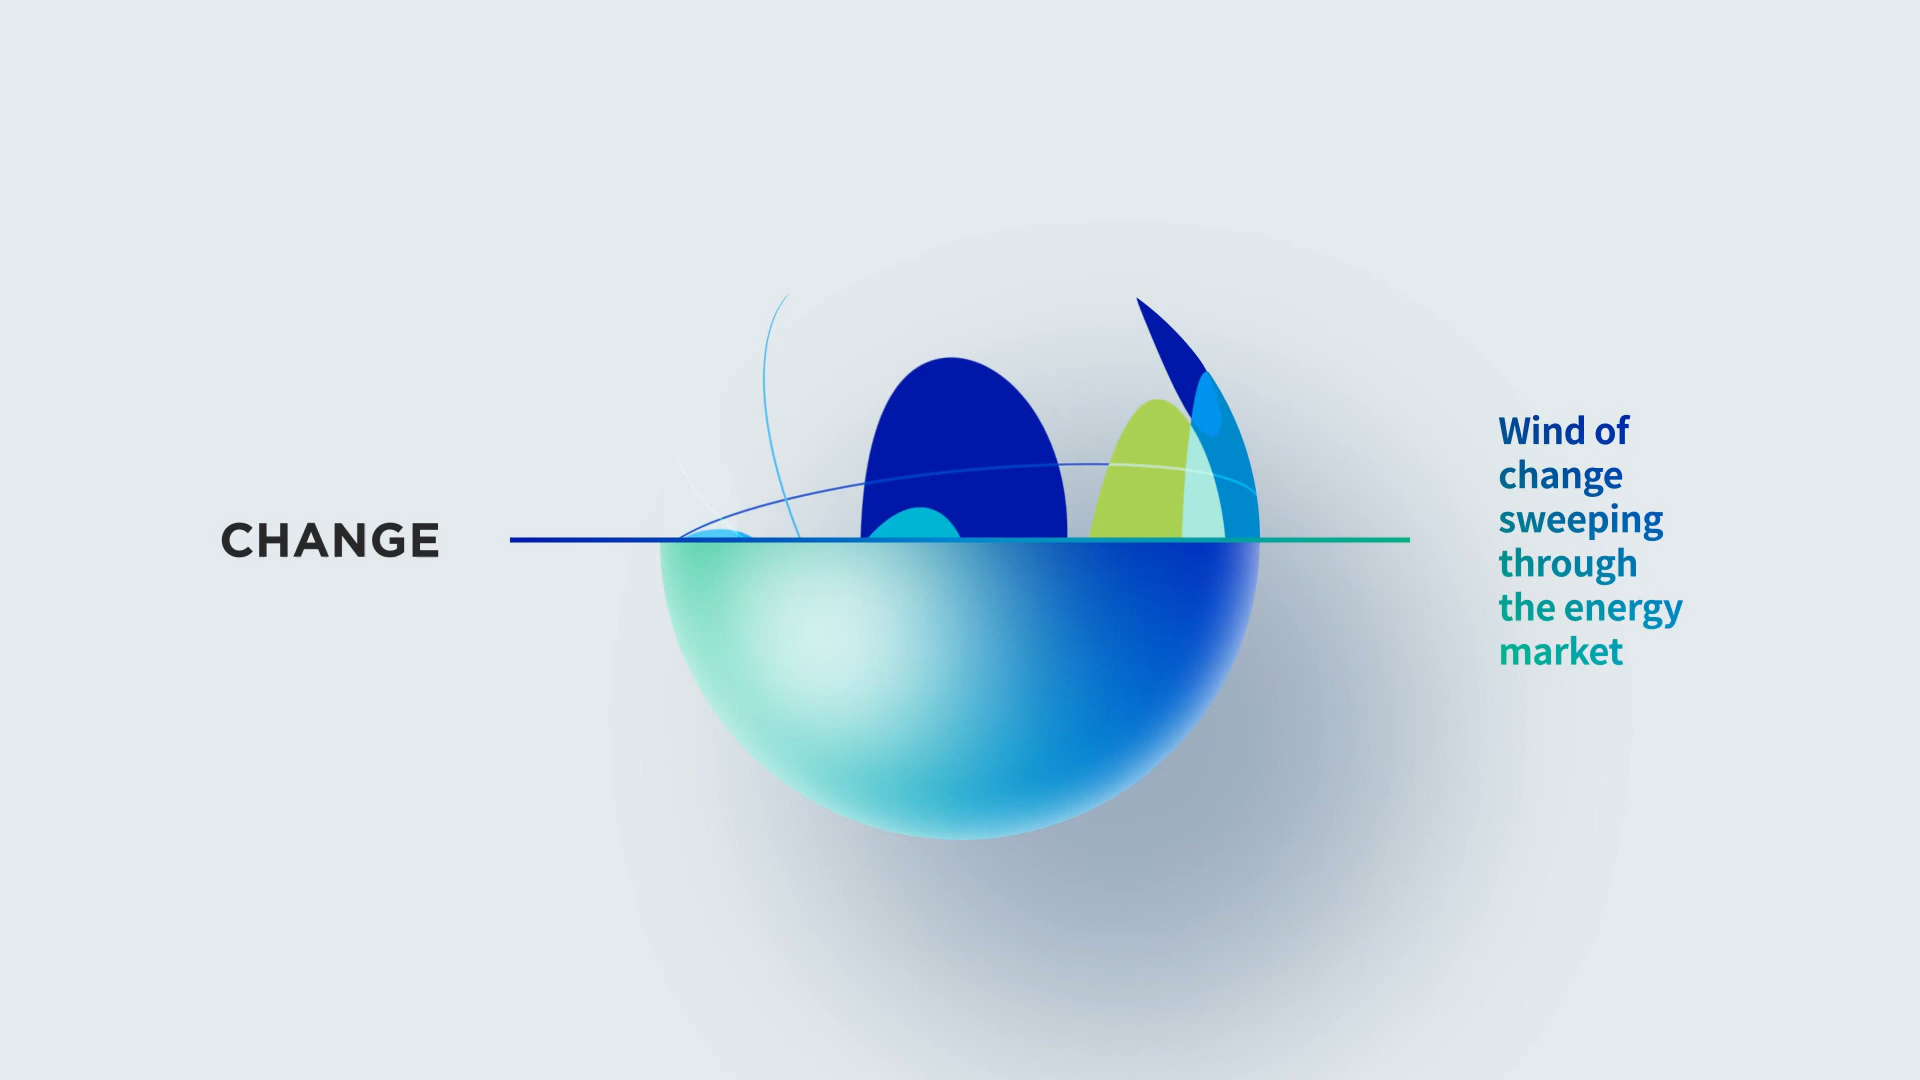 CHANGE
Wind of
change
sweeping
through
the energy
market